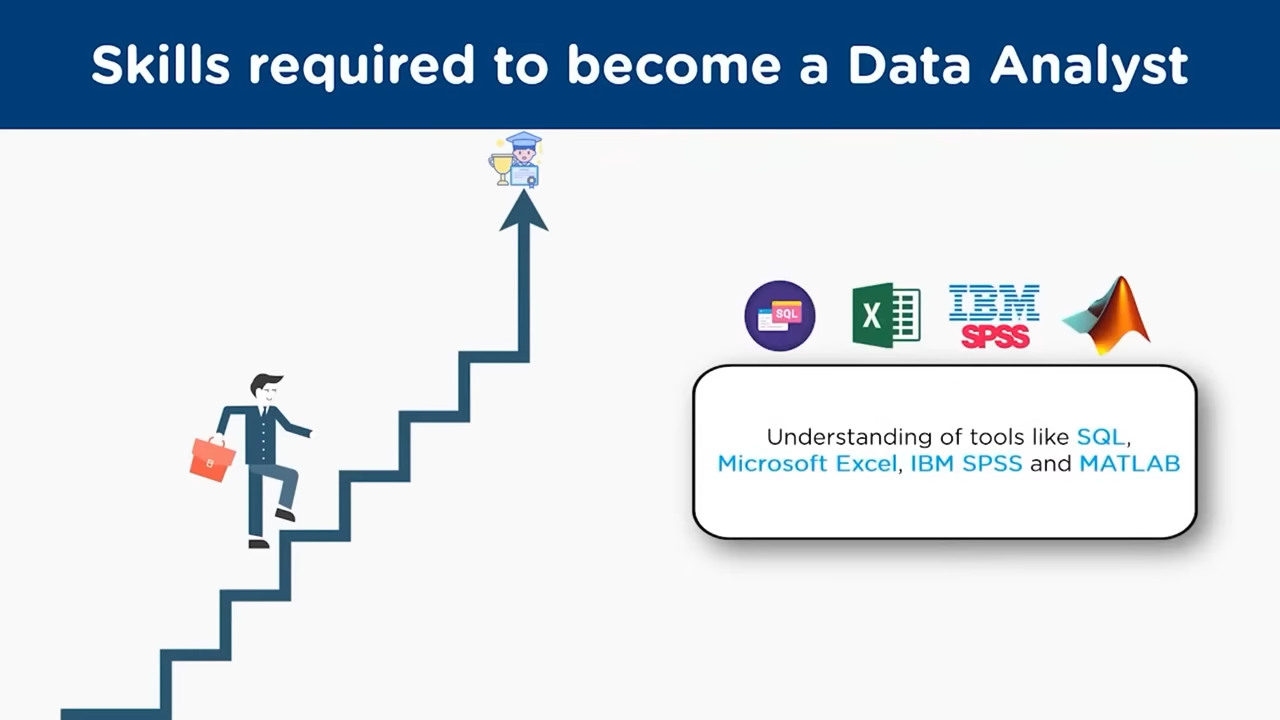 Skills required to become a Data Analyst
SQL
X
IBM
SPSS
Understanding of tools like SQL,
Microsoft Excel, IBM SPSS and MATLAB